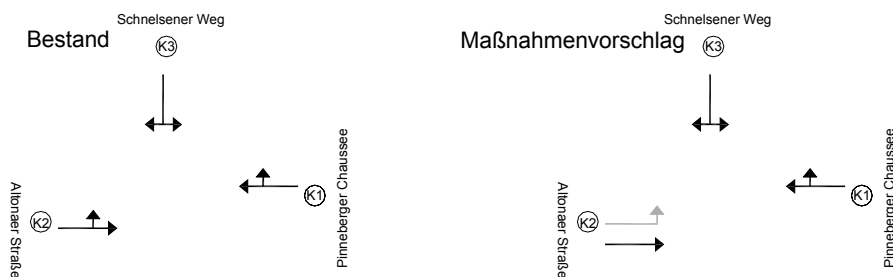 Schnelsener Weg
Bestand
K3
K1
K2
Altonaer Straße
Pinneberger Chaussee
Schnelsener Weg
Maßnahmenvorschlag
K3
K1
K2
Altonaer Straße
Pinneberger Chaussee